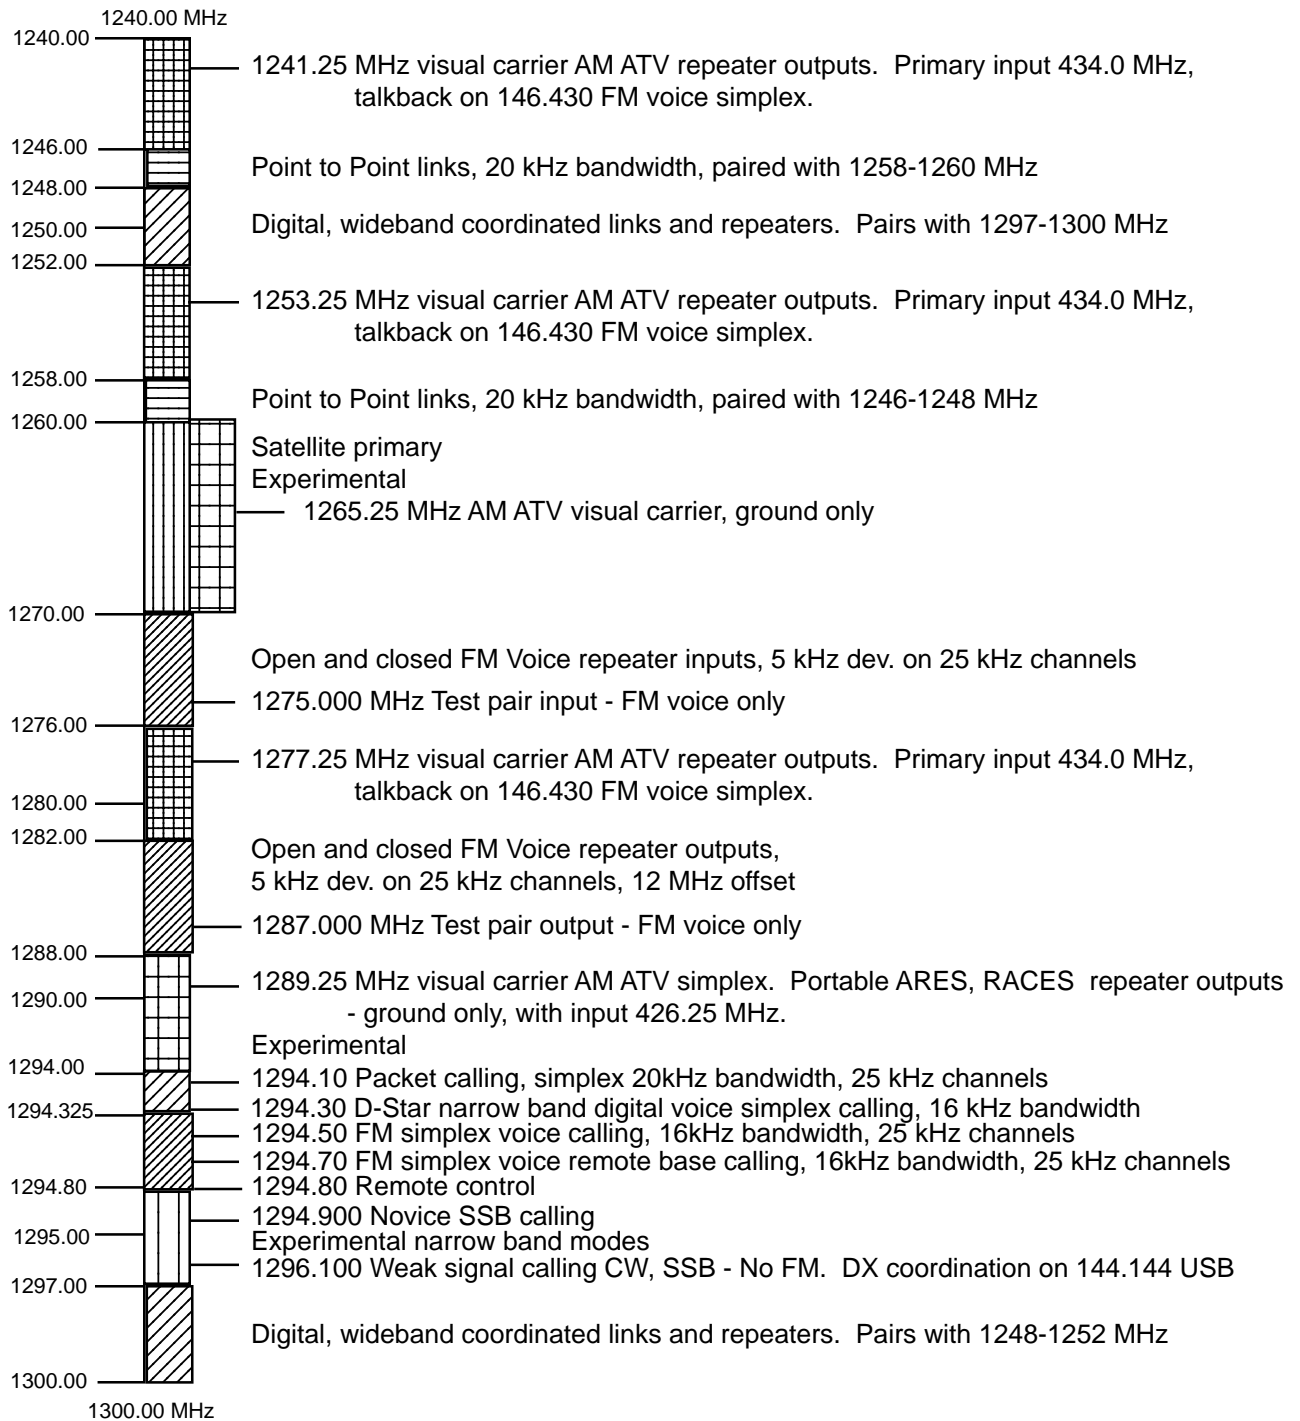 1240.00 MHz
1240.00
1241.25 MHz visual carrier AM ATV repeater outputs.  Primary input 434.0 MHz,
talkback on 146.430 FM voice simplex.
1246.00
Point to Point links, 20 kHz bandwidth, paired with 1258-1260 MHz
1248.00
Digital, wideband coordinated links and repeaters.  Pairs with 1297-1300 MHz
1250.00
1252.00
1253.25 MHz visual carrier AM ATV repeater outputs.  Primary input 434.0 MHz,
talkback on 146.430 FM voice simplex.
1258.00
Point to Point links, 20 kHz bandwidth, paired with 1246-1248 MHz
1260.00
Satellite primary
Experimental
1265.25 MHz AM ATV visual carrier, ground only
1270.00
Open and closed FM Voice repeater inputs, 5 kHz dev. on 25 kHz channels
1275.000 MHz Test pair input - FM voice only
1276.00
1277.25 MHz visual carrier AM ATV repeater outputs.  Primary input 434.0 MHz,
talkback on 146.430 FM voice simplex.
1280.00
1282.00
Open and closed FM Voice repeater outputs,
5 kHz dev. on 25 kHz channels, 12 MHz offset
1287.000 MHz Test pair output - FM voice only
1288.00
1289.25 MHz visual carrier AM ATV simplex.  Portable ARES, RACES  repeater outputs
1290.00
- ground only, with input 426.25 MHz.
Experimental
1294.00
1294.10 Packet calling, simplex 20kHz bandwidth, 25 kHz channels
1294.325
1294.30 D-Star narrow band digital voice simplex calling, 16 kHz bandwidth
1294.50 FM simplex voice calling, 16kHz bandwidth, 25 kHz channels
1294.70 FM simplex voice remote base calling, 16kHz bandwidth, 25 kHz channels
1294.80
1294.80 Remote control
1294.900 Novice SSB calling
1295.00
Experimental narrow band modes
1296.100 Weak signal calling CW, SSB - No FM.  DX coordination on 144.144 USB
1297.00
Digital, wideband coordinated links and repeaters.  Pairs with 1248-1252 MHz
1300.00
1300.00 MHz